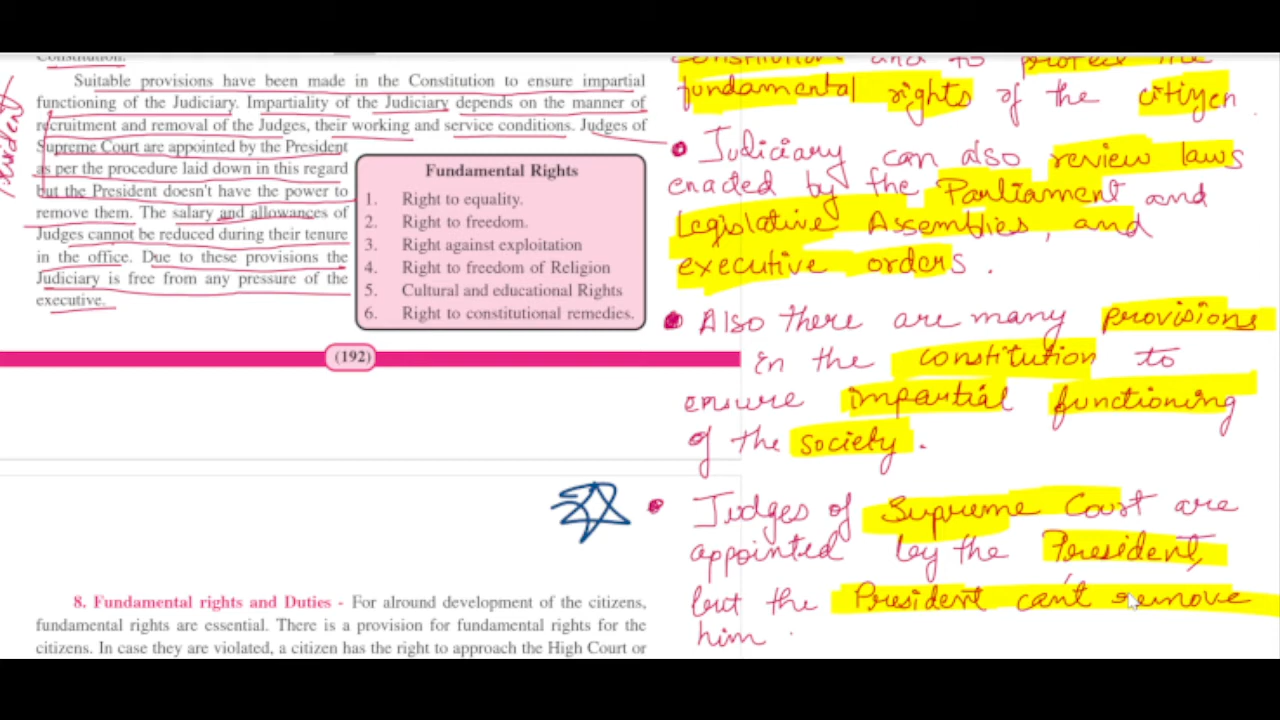 Constitution.
Suitable provisions have been made in the Constitution to ensure impartial
functioning of the Judiciary. Impartiality of the Judiciary depends on the manner of
recruitment and removal of the Judges, their working and service conditions. Judges of
Supreme Court are appointed by the President
as per the procedure laid down in this regard
but the President doesn't have the power to
remove them. The salary and allowances of
Judges cannot be reduced during their tenure
in the office. Due to these provisions the
Judiciary is free from any pressure of the
executive.
Fundamental Rights
1. Right to equality.
2. Right to freedom.
3. Right against exploitation
4. Right to freedom of Religion
5. Cultural and educational Rights
6. Right to constitutional remedies.
(192)
8. Fundamental rights and Duties - For alround development of the citizens,
fundamental rights are essential. There is a provision for fundamental rights for the
citizens. In case they are violated, a citizen has the right to approach the High Court or
constitution and to protect the
fundamental rights of the citizen
• Judiciary can also review laws
enacted by the Parliament and
Legislative Assemblies, and
executive orders.
• Also there are many provisions
in the constitution to
ensure impartial functioning
of the society.
• Judges of Supreme Court are
appointed by the President,
but the President can't remove
him